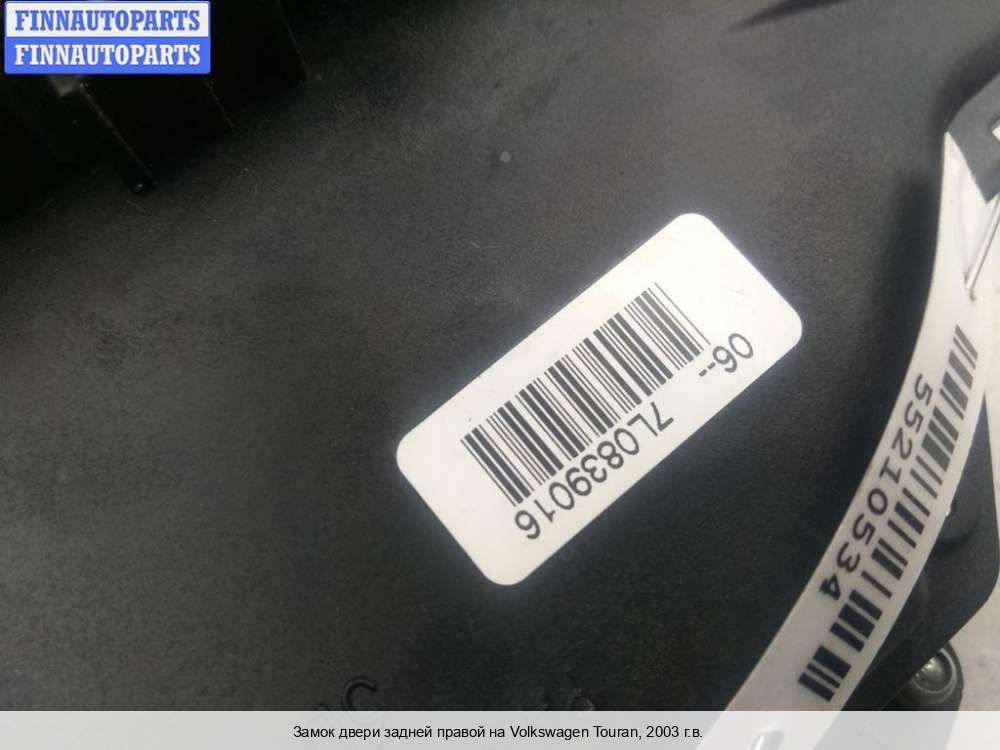 FINNAUTOPARTS
FINNAUTOPARTS
06--
7L0839016
55210534
Замок двери задней правой на Volkswagen Touran, 2003 г.в.